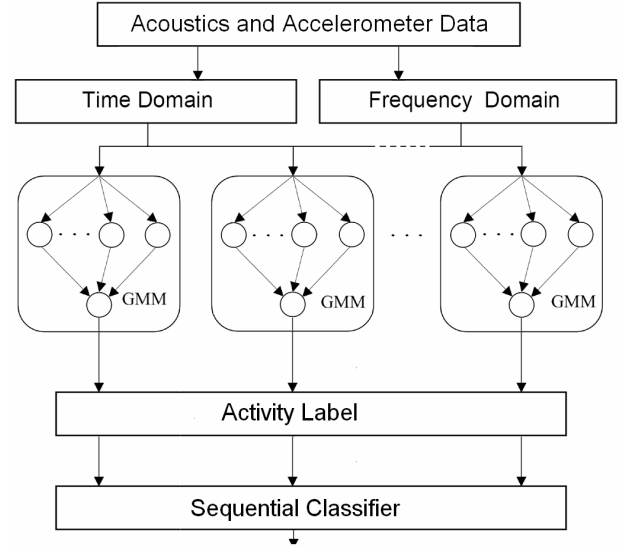 Acoustics and Accelerometer Data
Time Domain
Frequency Domain
GMM
GMM
GMM
Activity Label
Sequential Classifier